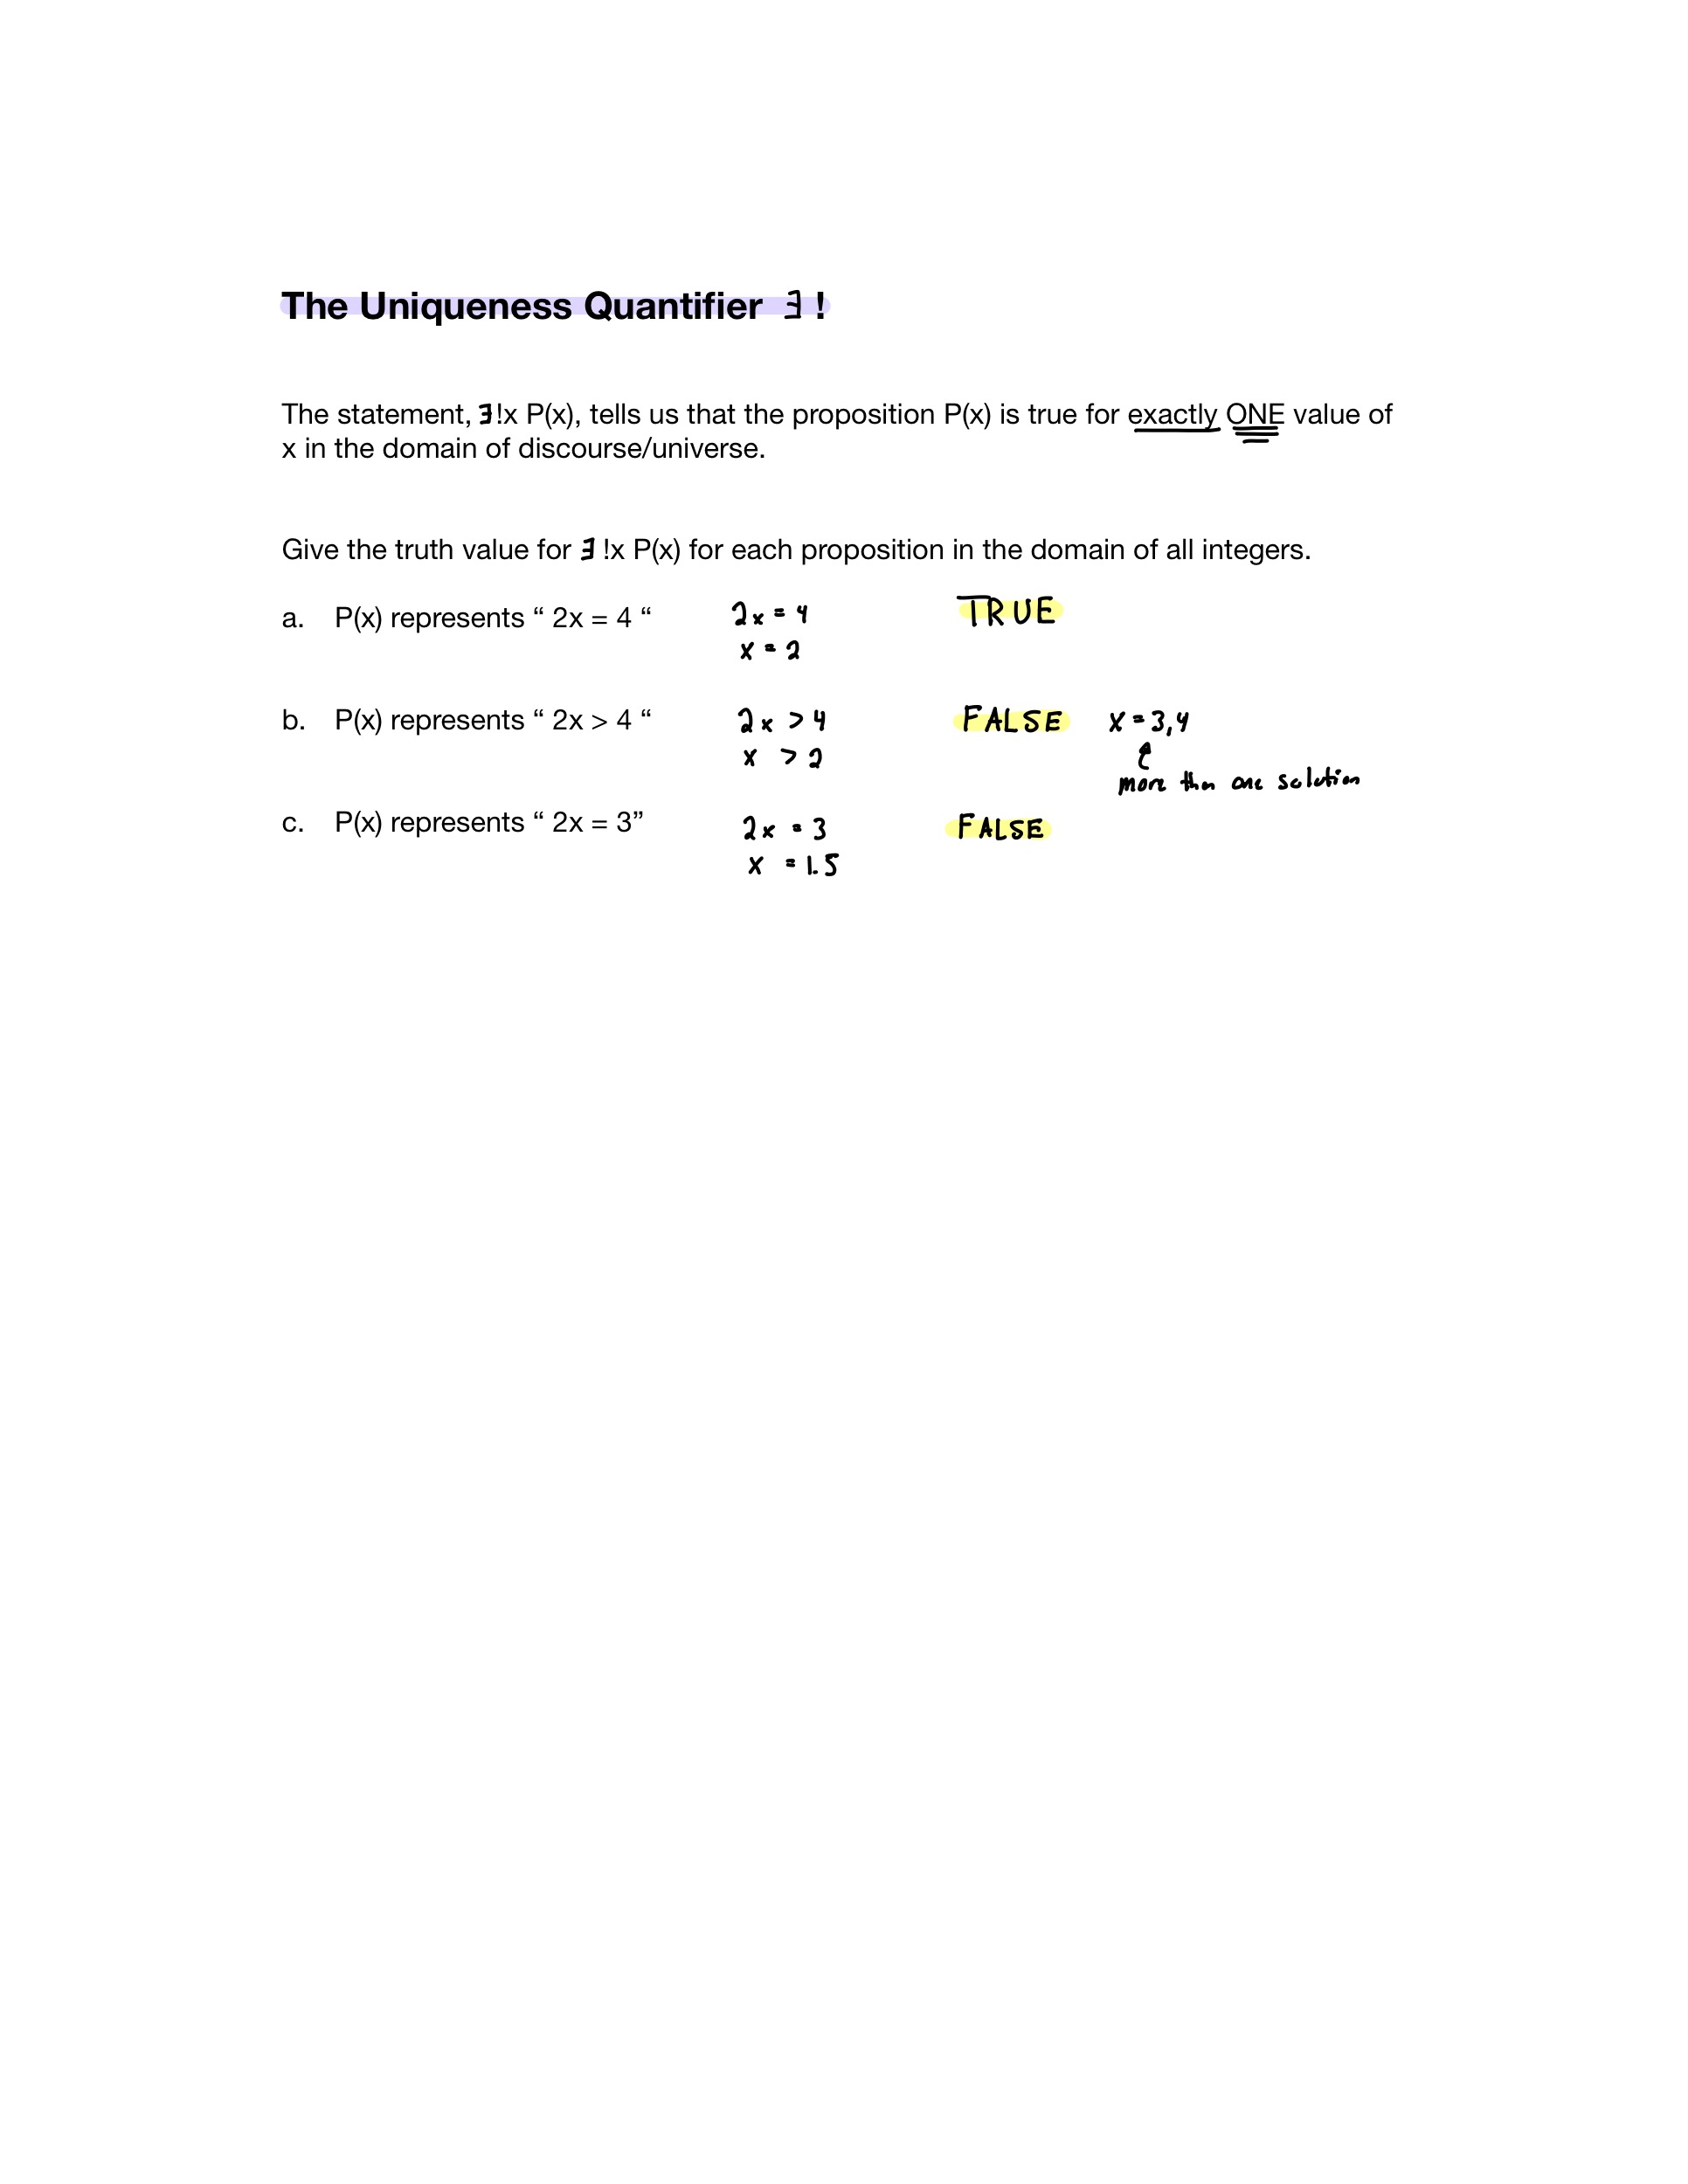 The Uniqueness Quantifier ∃ !
The statement, ∃!x P(x), tells us that the proposition P(x) is true for exactly ONE value of
x in the domain of discourse/universe.
Give the truth value for ∃ !x P(x) for each proposition in the domain of all integers.
a. P(x) represents “ 2x = 4 “ 2x = 4 TRUE
x = 2
b. P(x) represents “ 2x > 4 “ 2x > 4 FALSE x = 3,4
x > 2
more than one solution
c. P(x) represents “ 2x = 3” 2x = 3 FALSE
x = 1.5